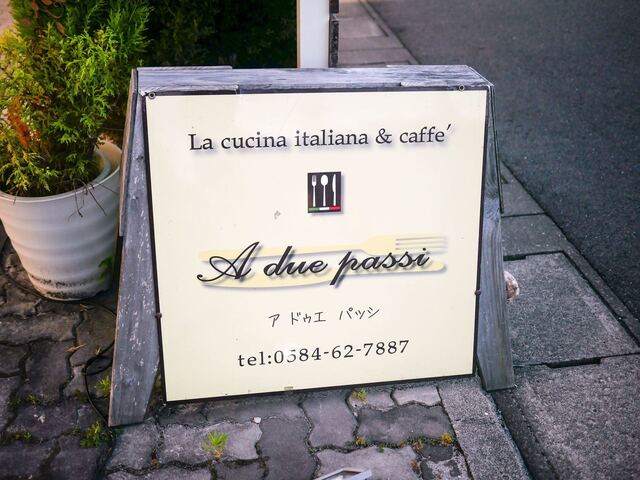 La cucina italiana & caffe´
A due passi
ア ドゥエ パッシ
tel:0584-62-7887